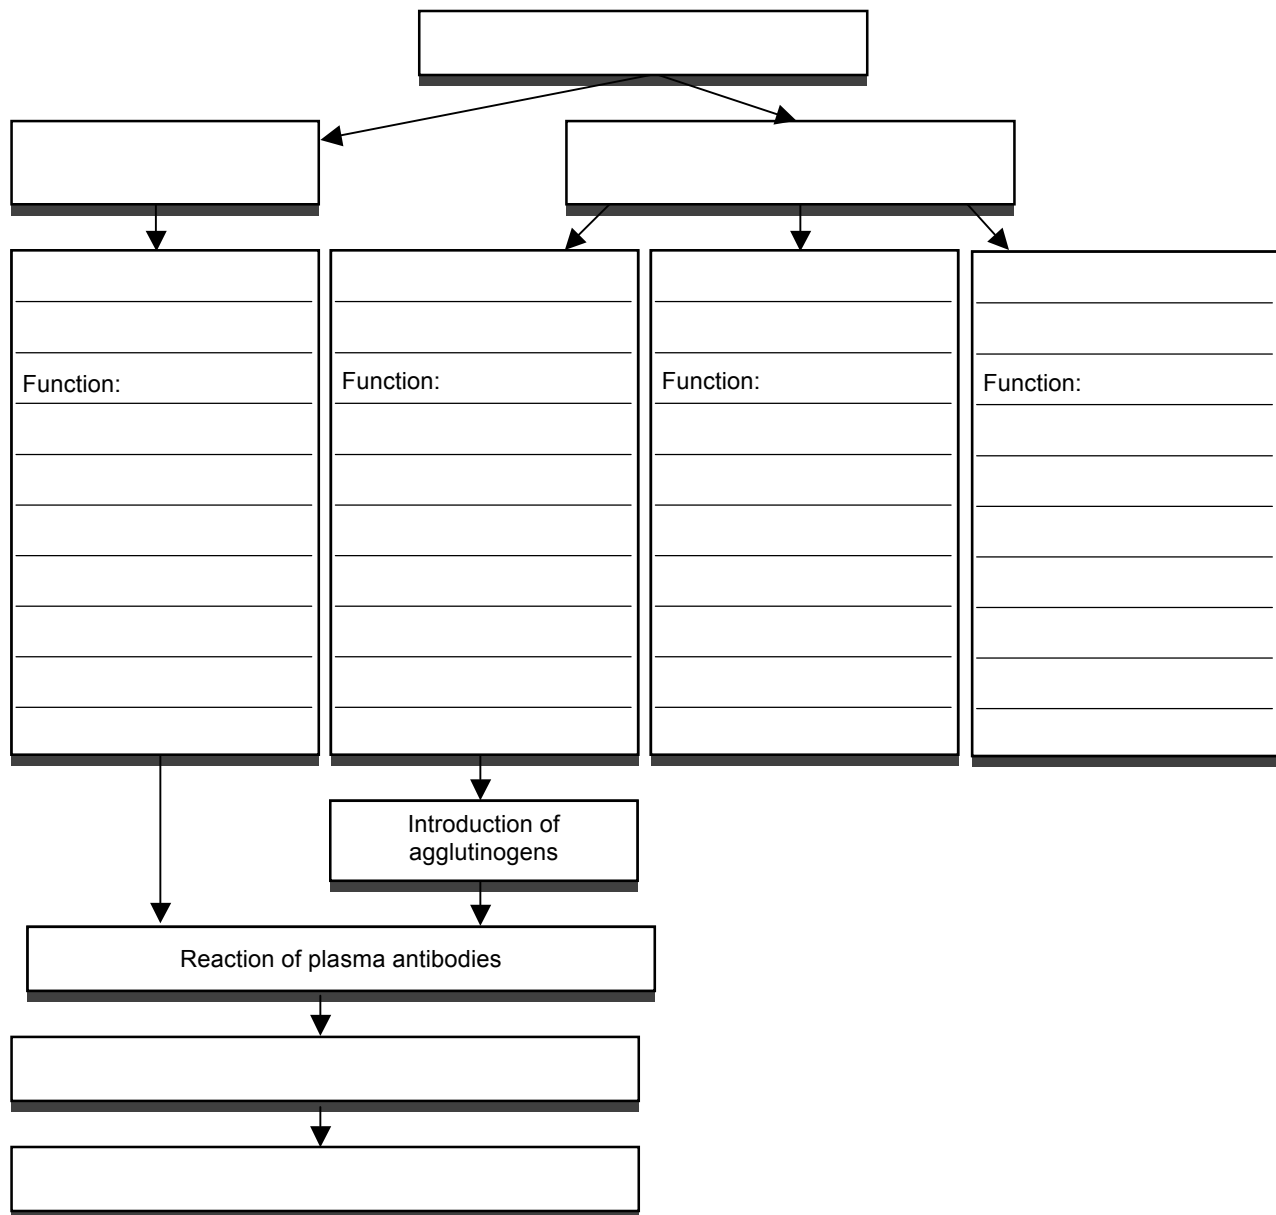 Function:
Function:
Function:
Function:
Introduction of
agglutinogens
Reaction of plasma antibodies